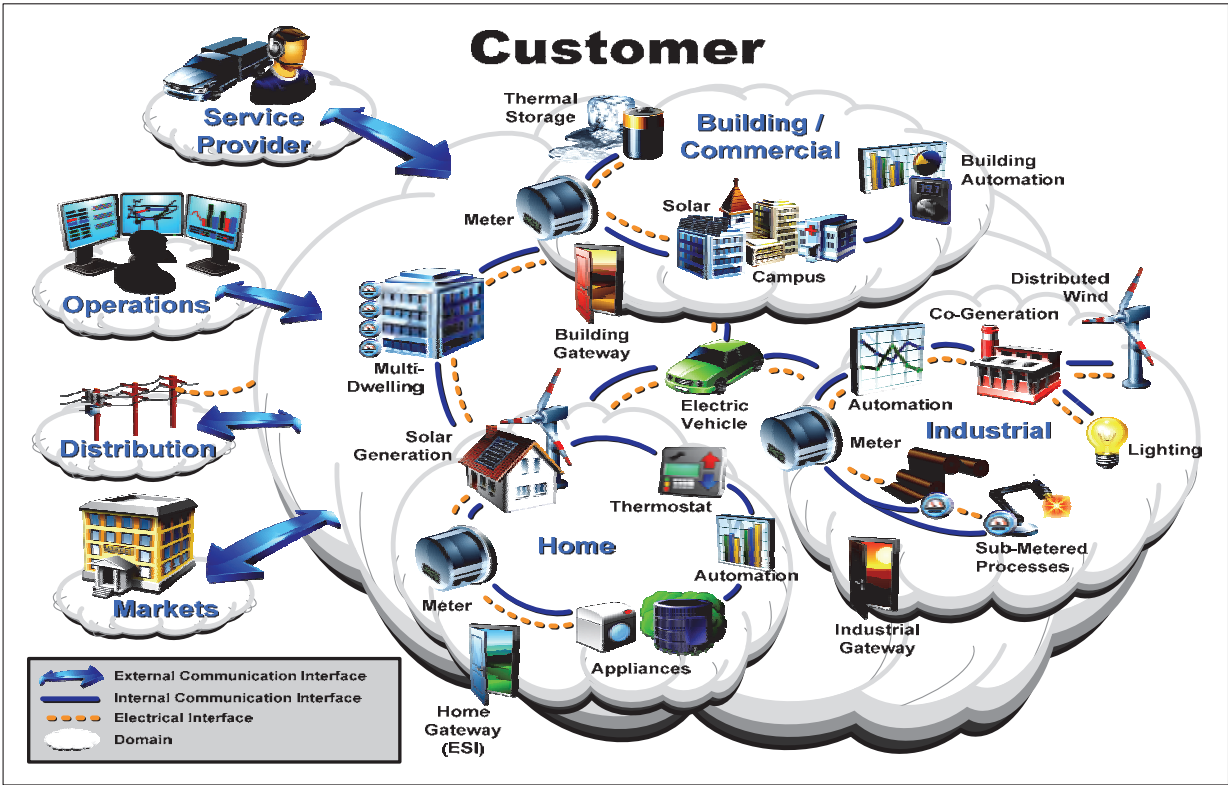 Customer
Service
Provider
Operations
Distribution
Markets
Thermal
Storage
Building /
Commercial
Building
Automation
Meter
Solar
Campus
Building
Gateway
Multi-
Dwelling
Electric
Vehicle
Distributed
Wind
Co-Generation
Automation
Meter
Industrial
Lighting
Sub-Metered
Processes
Industrial
Gateway
Solar
Generation
Thermostat
Home
Automation
Meter
Appliances
Home
Gateway
(ESI)
External Communication Interface
Internal Communication Interface
Electrical Interface
Domain